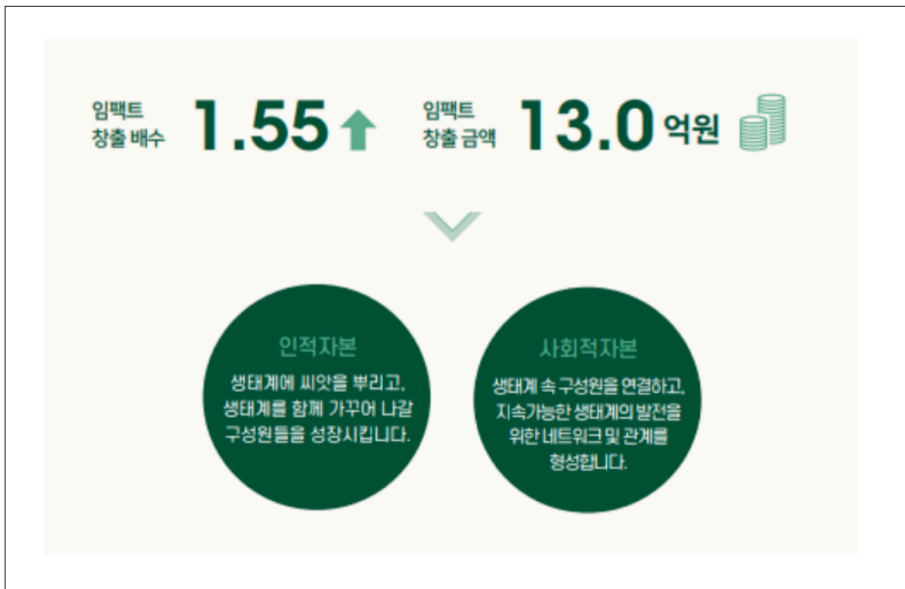 임팩트
창출 배수
1.55
임팩트
창출 금액
13.0 억원
인적자본
생태계에 씨앗을 뿌리고,
생태계를 함께 가꾸어 나갈
구성원들을 성장시킵니다.
사회적자본
생태계 속 구성원을 연결하고,
지속가능한 생태계의 발전을
위한 네트워크 및 관계를
형성합니다.